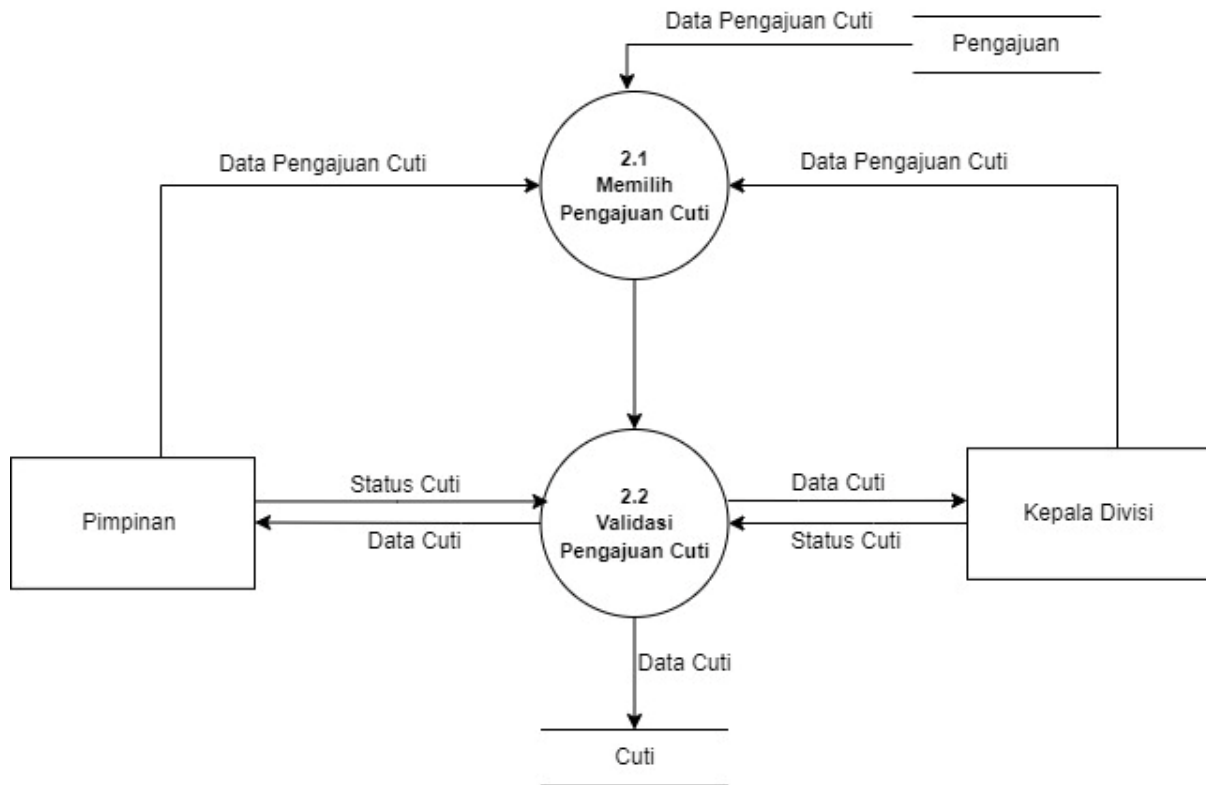 Data Pengajuan Cuti
Pengajuan
Data Pengajuan Cuti
2.1
Memilih
Pengajuan Cuti
Data Pengajuan Cuti
Pimpinan
Status Cuti
Data Cuti
2.2
Validasi
Pengajuan Cuti
Data Cuti
Status Cuti
Kepala Divisi
Data Cuti
Cuti